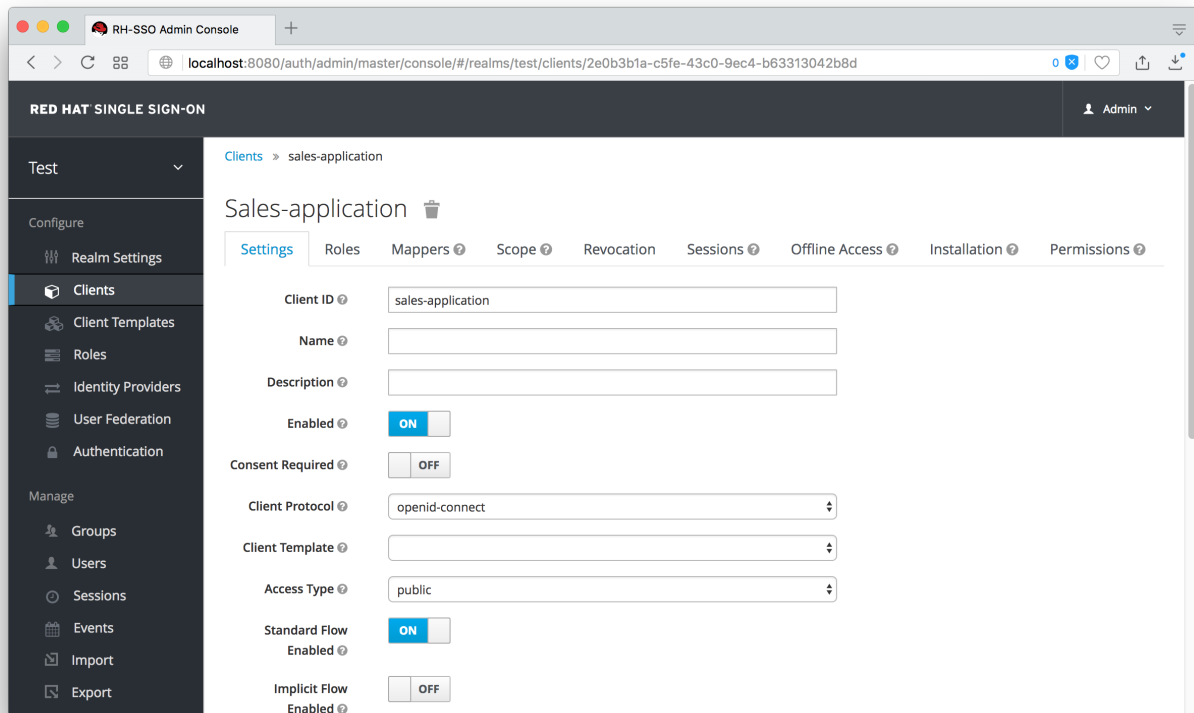 RH-SSO Admin Console
localhost:8080/auth/admin/master/console/#/realms/test/clients/2e0b3b1a-c5fe-43c0-9ec4-b63313042b8d
0
RED HAT SINGLE SIGN-ON
Admin
Test
Configure
Realm Settings
Clients
Client Templates
Roles
Identity Providers
User Federation
Authentication
Manage
Groups
Users
Sessions
Events
Import
Export
Clients » sales-application
Sales-application
Settings Roles Mappers ? Scope ? Revocation Sessions ? Offline Access ? Installation ? Permissions ?
Client ID ? sales-application
Name ?
Description ?
Enabled ? ON
Consent Required ? OFF
Client Protocol ? openid-connect
Client Template ?
Access Type ? public
Standard Flow ON
Enabled ?
Implicit Flow OFF
Enabled ?